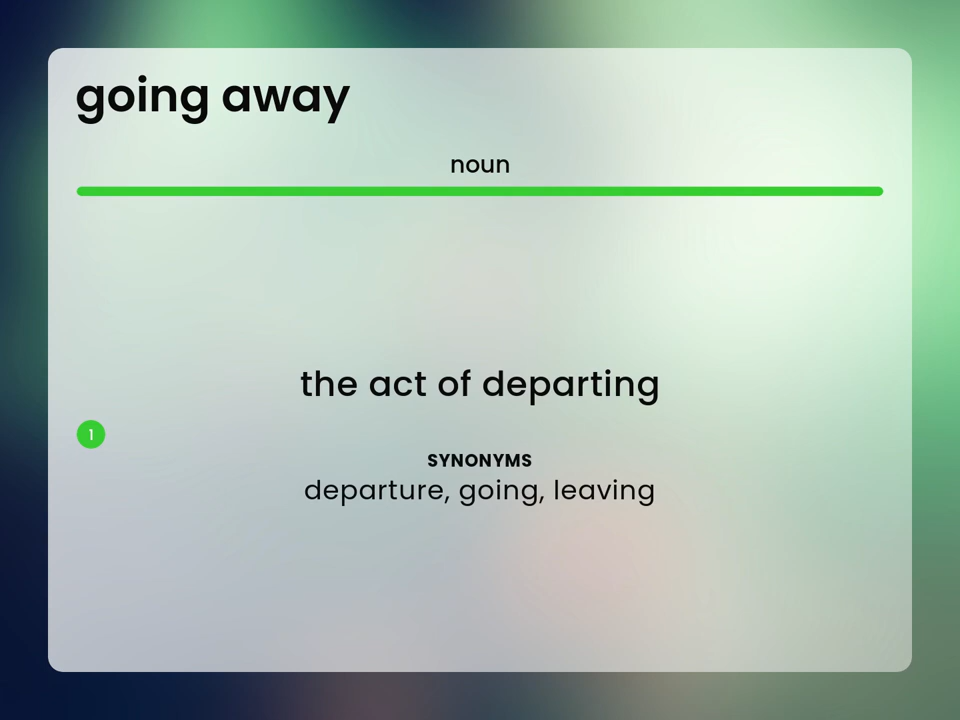 going away
noun
the act of departing
1
SYNONYMS
departure, going, leaving